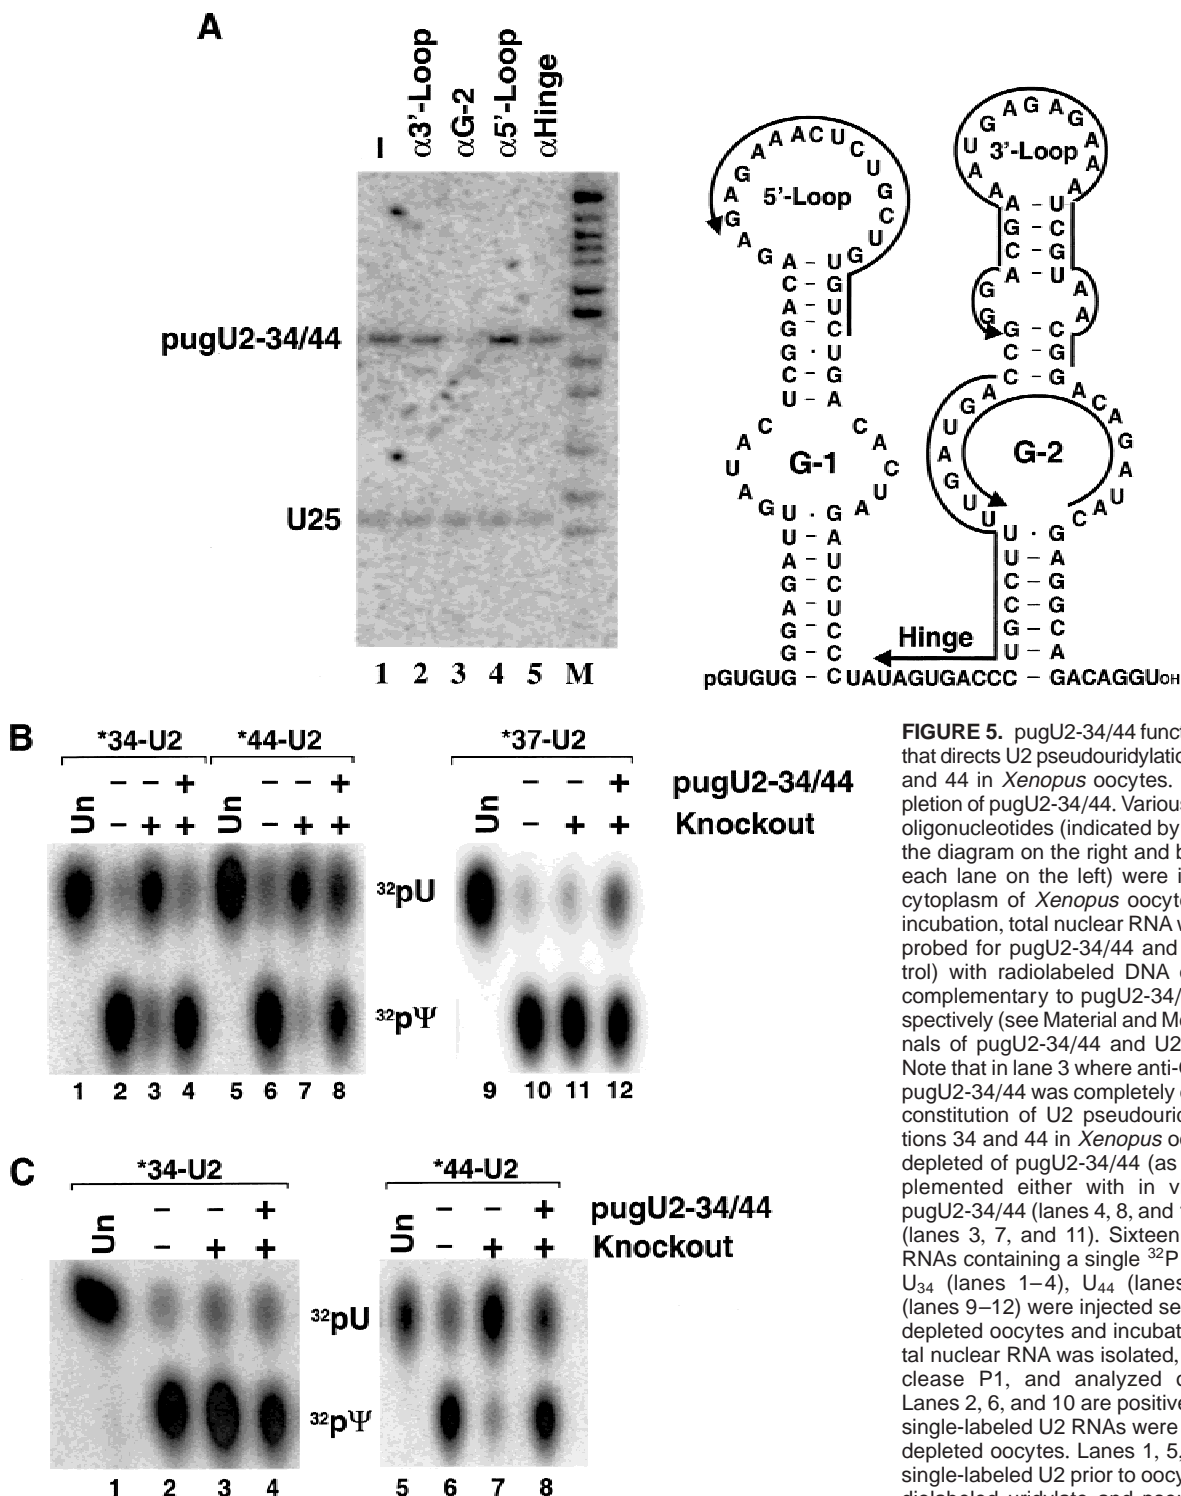 A
– α3'-Loop αG-2 α5'-Loop αHinge
pugU2-34/44
U25
1 2 3 4 5 M
5'-Loop
3'-Loop
G-1
G-2
Hinge
pGUGUG – CUAUAGUGACCC – GACAGGUOH
B
*34-U2 *44-U2 *37-U2
Un – – + Un – – + Un – – + pugU2-34/44
– + + – + + – + + Knockout
32pU
32pΨ
1 2 3 4 5 6 7 8 9 10 11 12
C
*34-U2 *44-U2
Un – – + Un – – + pugU2-34/44
– + + – + + Knockout
32pU
32pΨ
1 2 3 4 5 6 7 8
FIGURE 5. pugU2-34/44 funct
that directs U2 pseudouridylatio
and 44 in Xenopus oocytes.
pletion of pugU2-34/44. Various
oligonucleotides (indicated by
the diagram on the right and b
each lane on the left) were i
cytoplasm of Xenopus oocyte
incubation, total nuclear RNA w
probed for pugU2-34/44 and
trol) with radiolabeled DNA o
complementary to pugU2-34/
spectively (see Material and Me
nals of pugU2-34/44 and U2
Note that in lane 3 where anti-G
pugU2-34/44 was completely d
constitution of U2 pseudourid
tions 34 and 44 in Xenopus oo
depleted of pugU2-34/44 (as
plemented either with in v
pugU2-34/44 (lanes 4, 8, and
(lanes 3, 7, and 11). Sixteen
RNAs containing a single 32P
U34 (lanes 1–4), U44 (lanes
(lanes 9–12) were injected se
depleted oocytes and incubat
tal nuclear RNA was isolated,
clease P1, and analyzed o
Lanes 2, 6, and 10 are positive
single-labeled U2 RNAs were
depleted oocytes. Lanes 1, 5,
single-labeled U2 prior to oocy